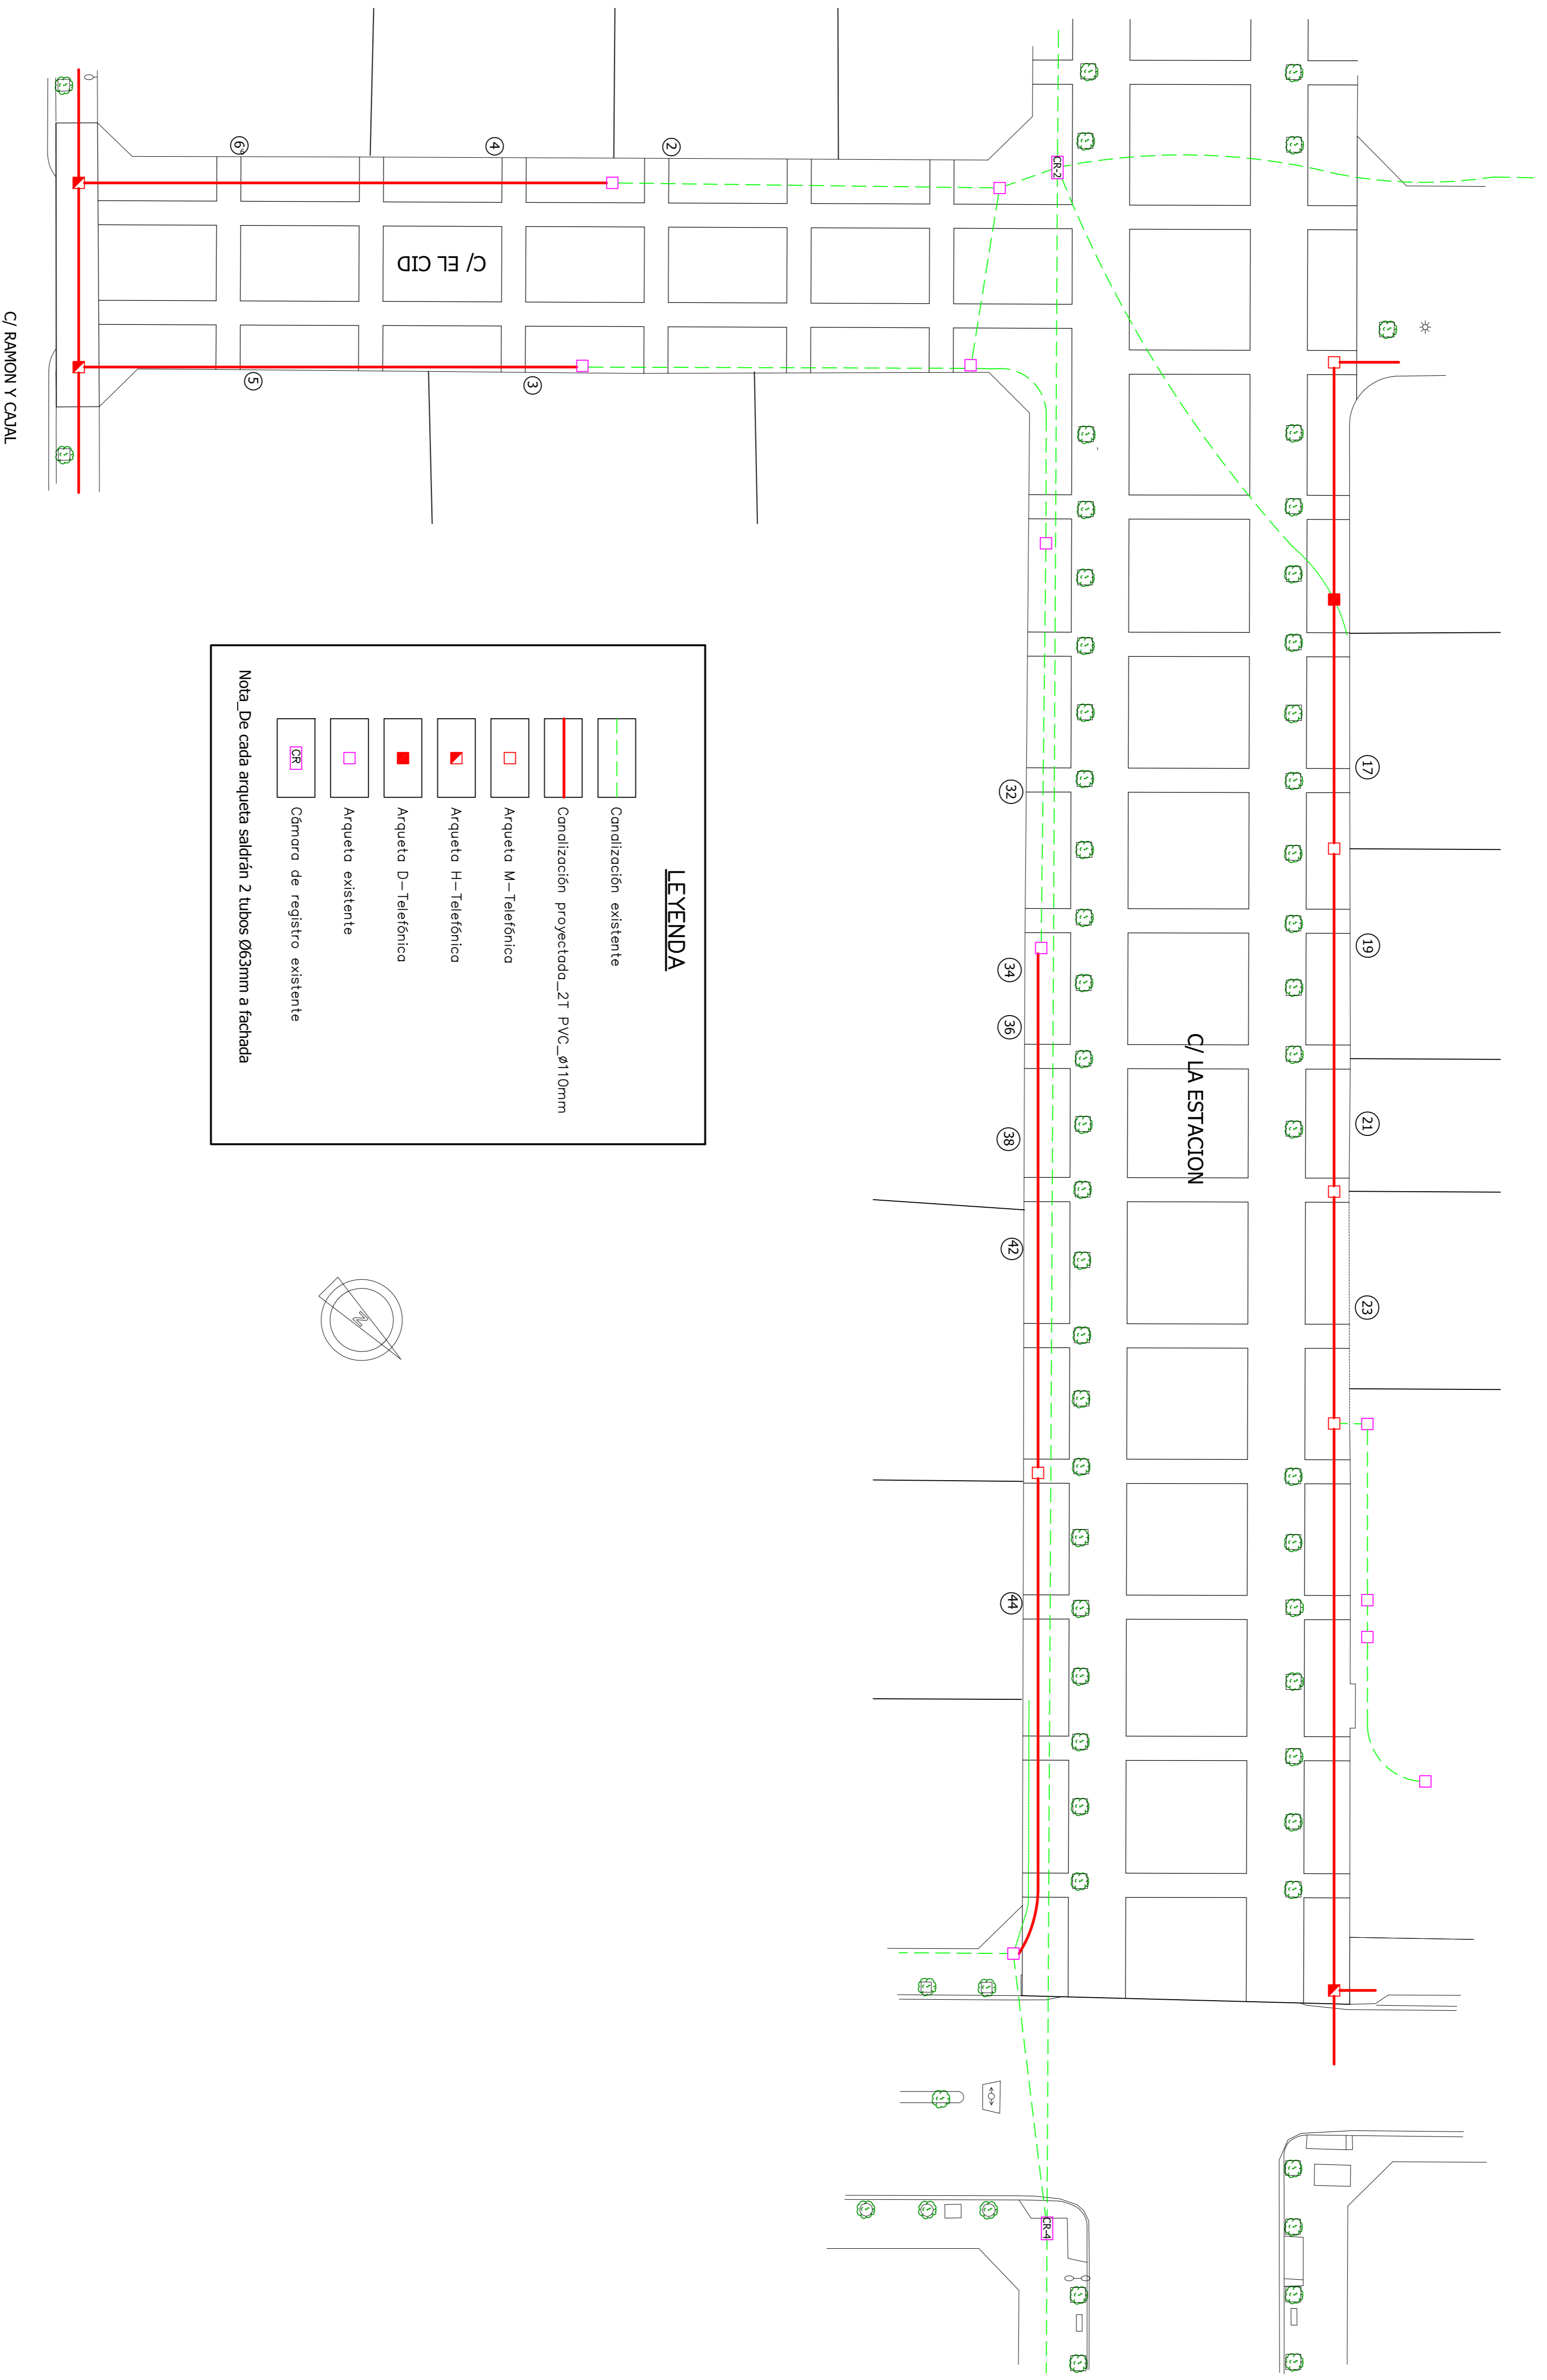 C/ RAMON Y CAJAL
C/ EL CID
C/ LA ESTACION
2
4
6
3
5
CR-2
17
19
21
23
32
34
36
38
42
44
CR-4
N
LEYENDA
Canalización existente
Canalización proyectada_2T PVC_ø110mm
Arqueta M-Telefónica
Arqueta H-Telefónica
Arqueta D-Telefónica
Arqueta existente
CR
Cámara de registro existente
Nota_De cada arqueta saldrán 2 tubos Ø63mm a fachada